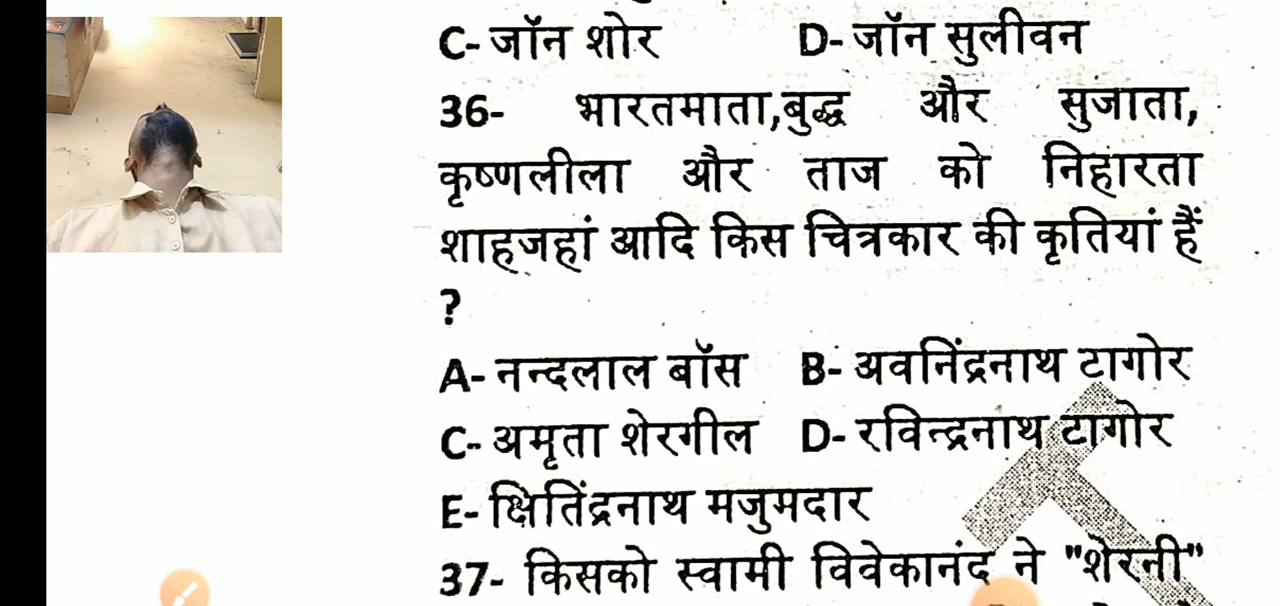 C- जॉन शोर D- जॉन सुलीवन
36- भारतमाता,बुद्ध और सुजाता,
कृष्णलीला और ताज को निहारता
शाहजहां आदि किस चित्रकार की कृतियां हैं
?
A- नन्दलाल बॉस B- अवनिंद्रनाथ टागोर
C- अमृता शेरगील D- रविन्द्रनाथ टागोर
E- क्षितिंद्रनाथ मजुमदार
37- किसको स्वामी विवेकानंद ने "शेरनी"